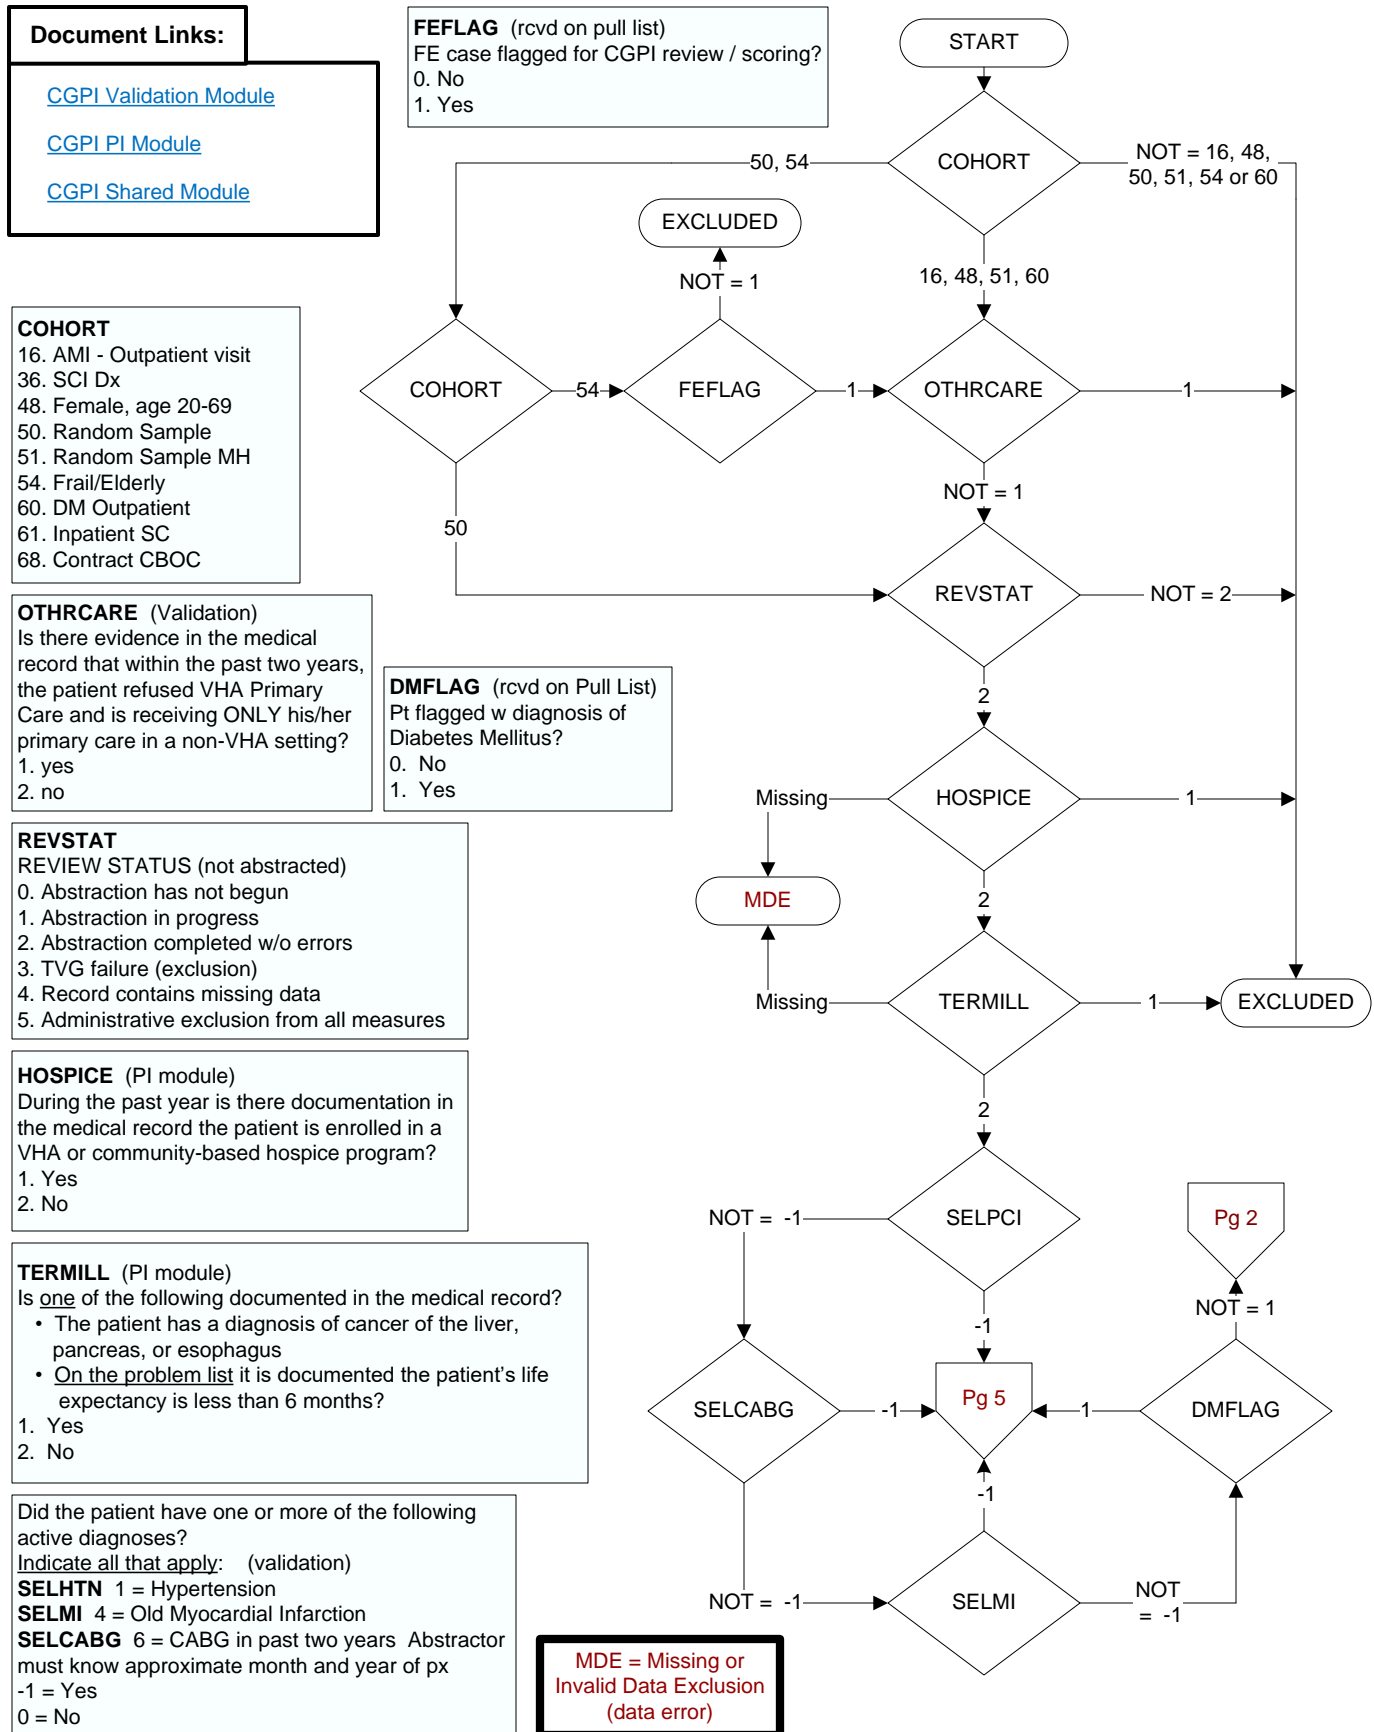 Document Links:
CGPI Validation Module
CGPI PI Module
CGPI Shared Module
FEFLAG (rcvd on pull list)
FE case flagged for CGPI review / scoring?
0. No
1. Yes
START
COHORT
50, 54
NOT = 16, 48,
50, 51, 54 or 60
16, 48, 51, 60
EXCLUDED
NOT = 1
COHORT
54
FEFLAG
1
OTHRCARE
1
NOT = 1
50
REVSTAT
NOT = 2
2
HOSPICE
Missing
1
MDE
2
TERMILL
Missing
1
EXCLUDED
2
SELPCI
NOT = -1
-1
Pg 2
NOT = 1
SELCABG
-1
Pg 5
1
DMFLAG
-1
NOT = -1
SELMI
NOT
= -1
COHORT
16. AMI - Outpatient visit
36. SCI Dx
48. Female, age 20-69
50. Random Sample
51. Random Sample MH
54. Frail/Elderly
60. DM Outpatient
61. Inpatient SC
68. Contract CBOC
OTHRCARE (Validation)
Is there evidence in the medical
record that within the past two years,
the patient refused VHA Primary
Care and is receiving ONLY his/her
primary care in a non-VHA setting?
1. yes
2. no
DMFLAG (rcvd on Pull List)
Pt flagged w diagnosis of
Diabetes Mellitus?
0. No
1. Yes
REVSTAT
REVIEW STATUS (not abstracted)
0. Abstraction has not begun
1. Abstraction in progress
2. Abstraction completed w/o errors
3. TVG failure (exclusion)
4. Record contains missing data
5. Administrative exclusion from all measures
HOSPICE (PI module)
During the past year is there documentation in
the medical record the patient is enrolled in a
VHA or community-based hospice program?
1. Yes
2. No
TERMILL (PI module)
Is one of the following documented in the medical record?
• The patient has a diagnosis of cancer of the liver,
pancreas, or esophagus
• On the problem list it is documented the patient's life
expectancy is less than 6 months?
1. Yes
2. No
Did the patient have one or more of the following
active diagnoses?
Indicate all that apply: (validation)
SELHTN 1 = Hypertension
SELMI 4 = Old Myocardial Infarction
SELCABG 6 = CABG in past two years Abstractor
must know approximate month and year of px
-1 = Yes
0 = No
MDE = Missing or
Invalid Data Exclusion
(data error)